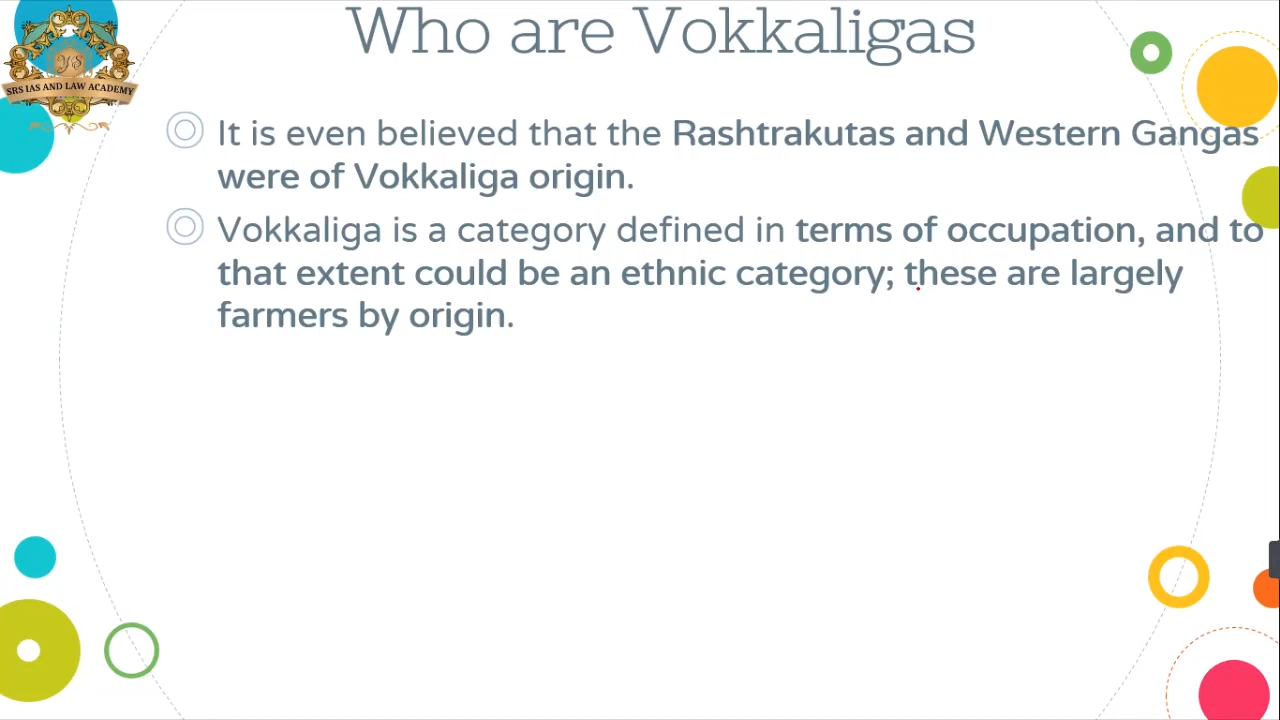 Who are Vokkaligas
YS
SRS IAS AND LAW ACADEMY
It is even believed that the Rashtrakutas and Western Gangas
were of Vokkaliga origin.
Vokkaliga is a category defined in terms of occupation, and to
that extent could be an ethnic category; these are largely
farmers by origin.